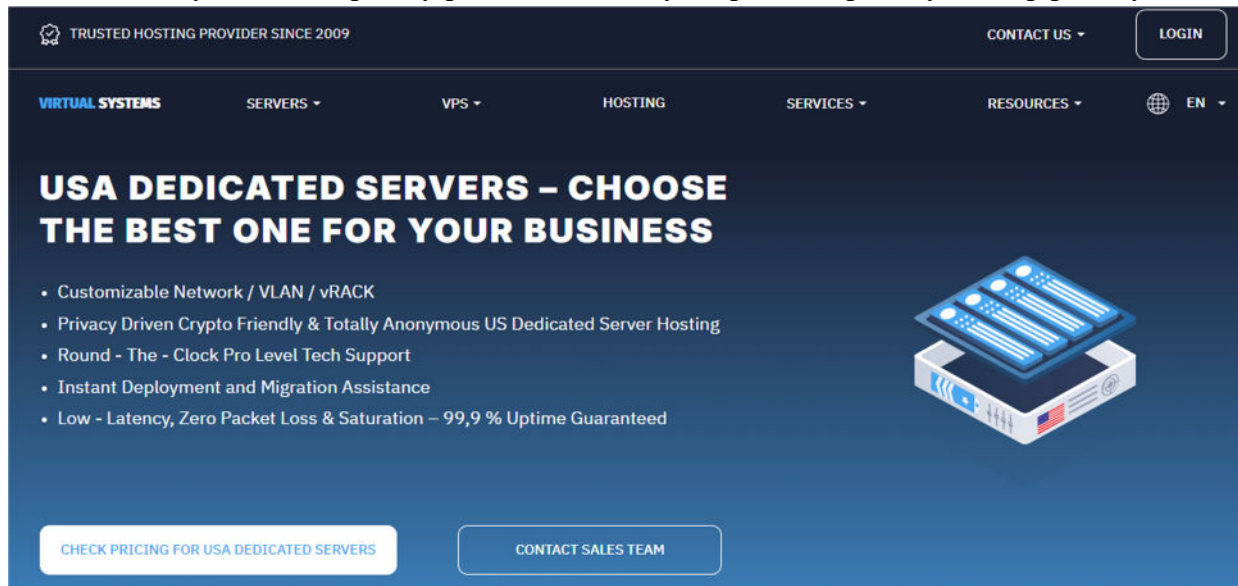 TRUSTED HOSTING PROVIDER SINCE 2009
CONTACT US
LOGIN
VIRTUAL SYSTEMS
SERVERS
VPS
HOSTING
SERVICES
RESOURCES
EN
USA DEDICATED SERVERS – CHOOSE
THE BEST ONE FOR YOUR BUSINESS
• Customizable Network / VLAN / vRACK
• Privacy Driven Crypto Friendly & Totally Anonymous US Dedicated Server Hosting
• Round - The - Clock Pro Level Tech Support
• Instant Deployment and Migration Assistance
• Low - Latency, Zero Packet Loss & Saturation – 99,9 % Uptime Guaranteed
CHECK PRICING FOR USA DEDICATED SERVERS
CONTACT SALES TEAM